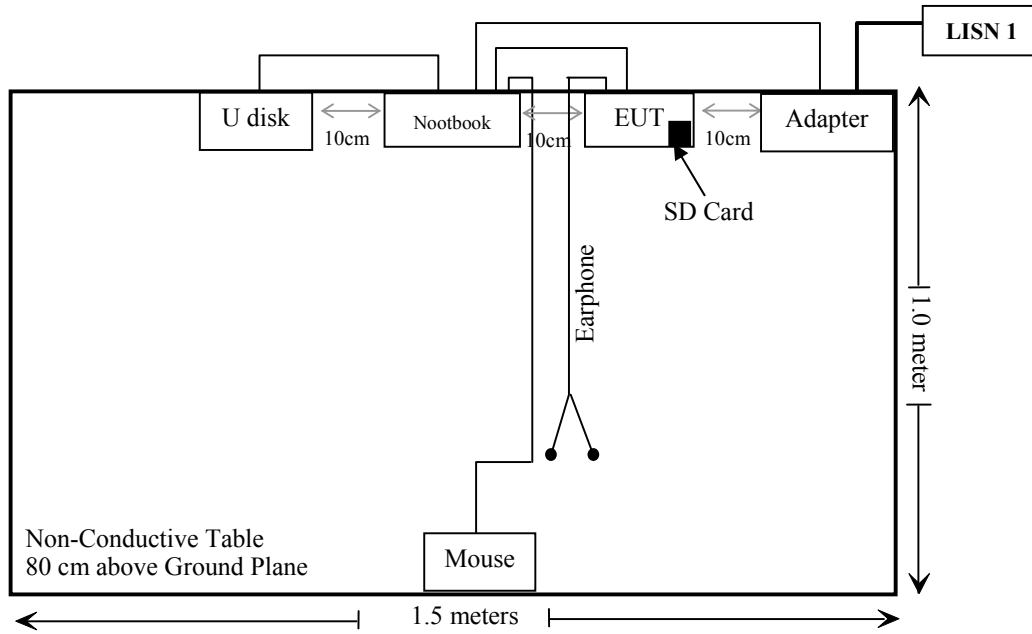 LISN 1
U disk
Nootbook
EUT
Adapter
10cm
10cm
10cm
SD Card
Earphone
1.0 meter
Non-Conductive Table
80 cm above Ground Plane
Mouse
1.5 meters